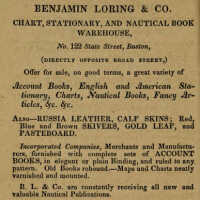 BENJAMIN LORING & CO.
CHART, STATIONARY, AND NAUTICAL BOOK
WAREHOUSE,
No. 122 State Street, Boston,
(DIRECTLY OPPOSITE BROAD STREET,)
Offer for sale, on good terms, a great variety of
Account Books, English and American Sta-
tionary, Charts, Nautical Books, Fancy Ar-
ticles, &c. &c.
ALSO—RUSSIA LEATHER, CALF SKINS; Red,
Blue and Brown SKIVERS, GOLD LEAF, and
PASTEBOARD.
Incorporated Companies, Merchants and Manufactu-
rers, furnished with complete sets of ACCOUNT
BOOKS, in elegant or plain Binding, and ruled to any
pattern. Old Books rebound.—Maps and Charts neatly
varnished and mounted.
B. L. & Co. are constantly receiving all new and
valuable Nautical Publications.